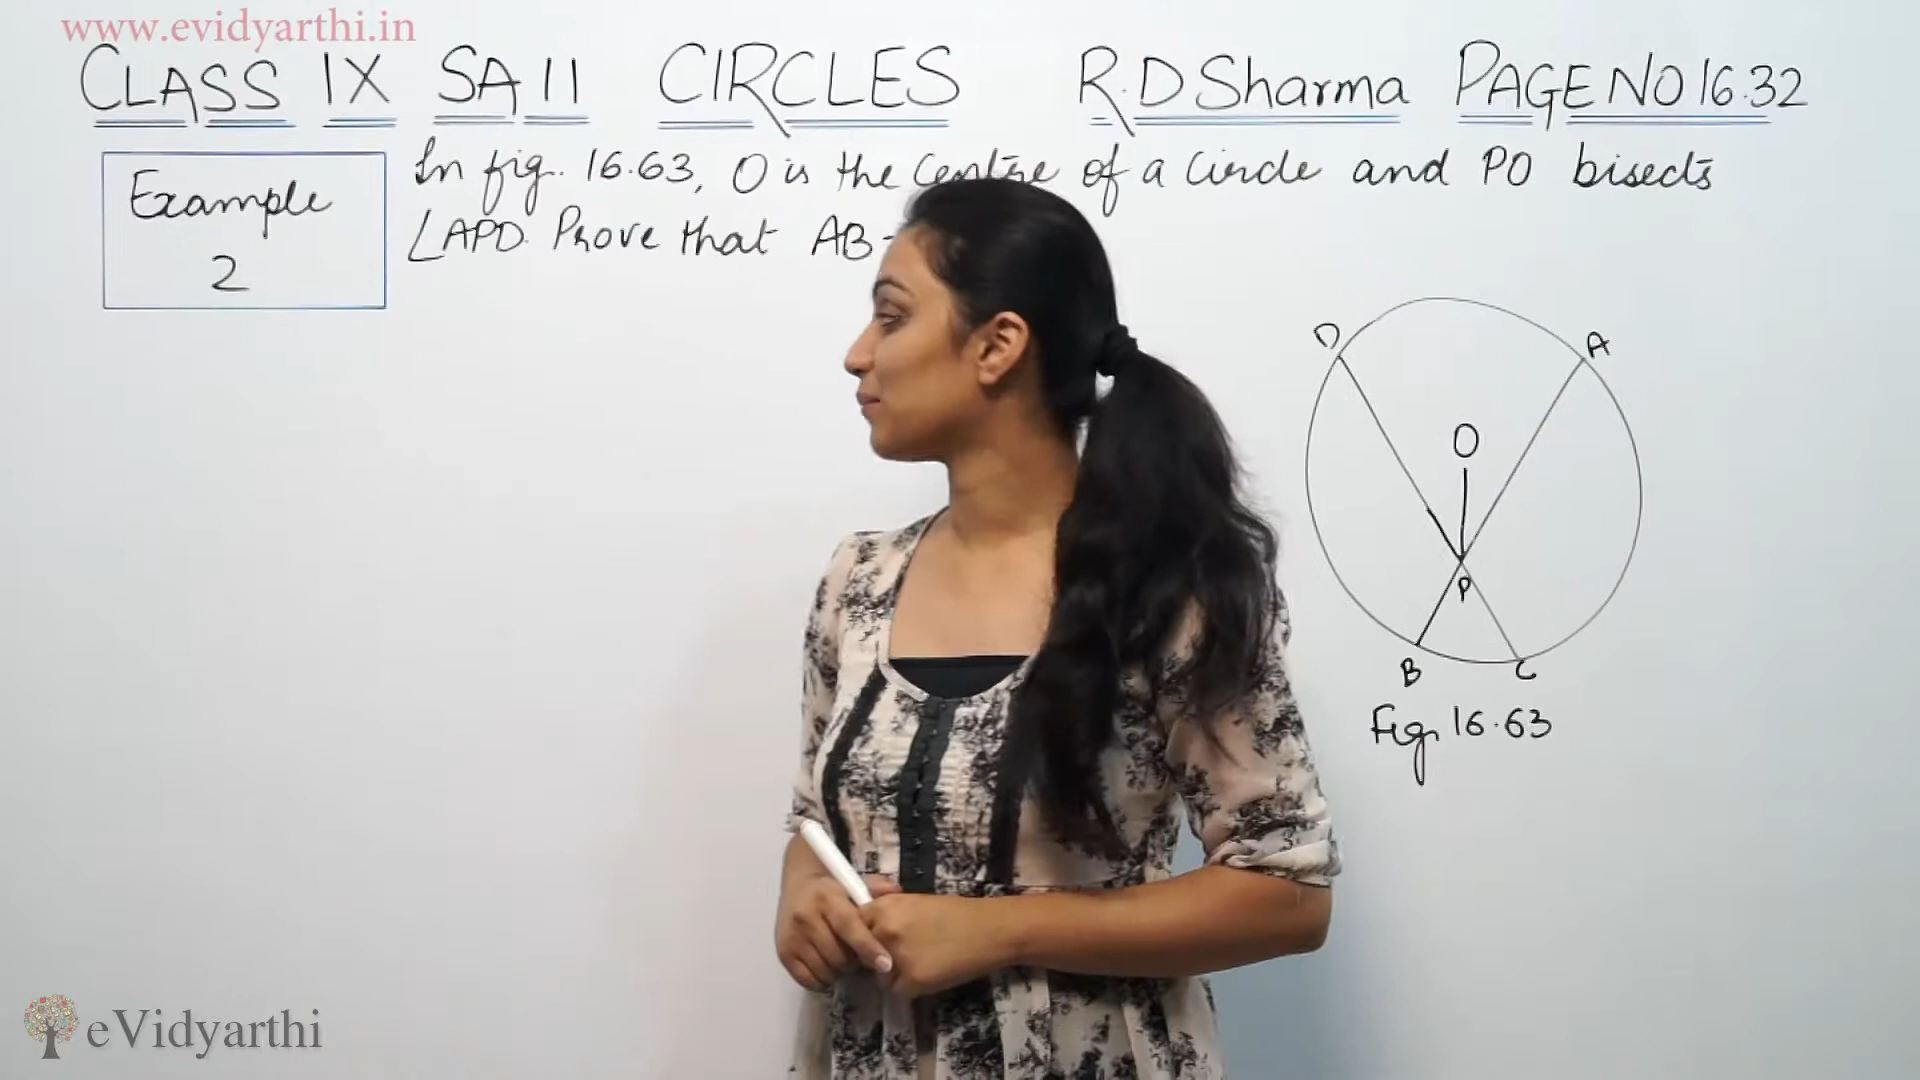 www.evidyarthi.in
CLASS IX SA II CIRCLES R.D Sharma PAGE NO 16.32
Example
2
In fig. 16.63, O is the Centre of a Circle and PO bisects
∠APD. Prove that AB
D
A
O
P
B
C
Fig. 16.63
eVidyarthi